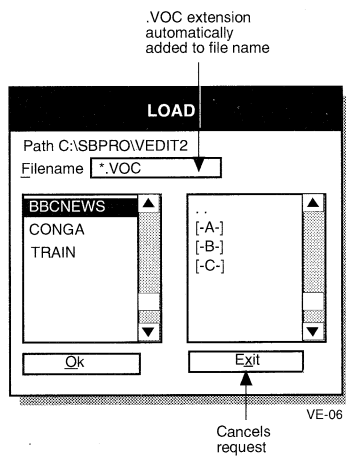 .VOC extension
automatically
added to file name
LOAD
Path C:\SBPRO\VEDIT2
Filename *.VOC
BBCNEWS
CONGA
TRAIN
. .
[-A-]
[-B-]
[-C-]
Ok
Exit
VE-06
Cancels
request